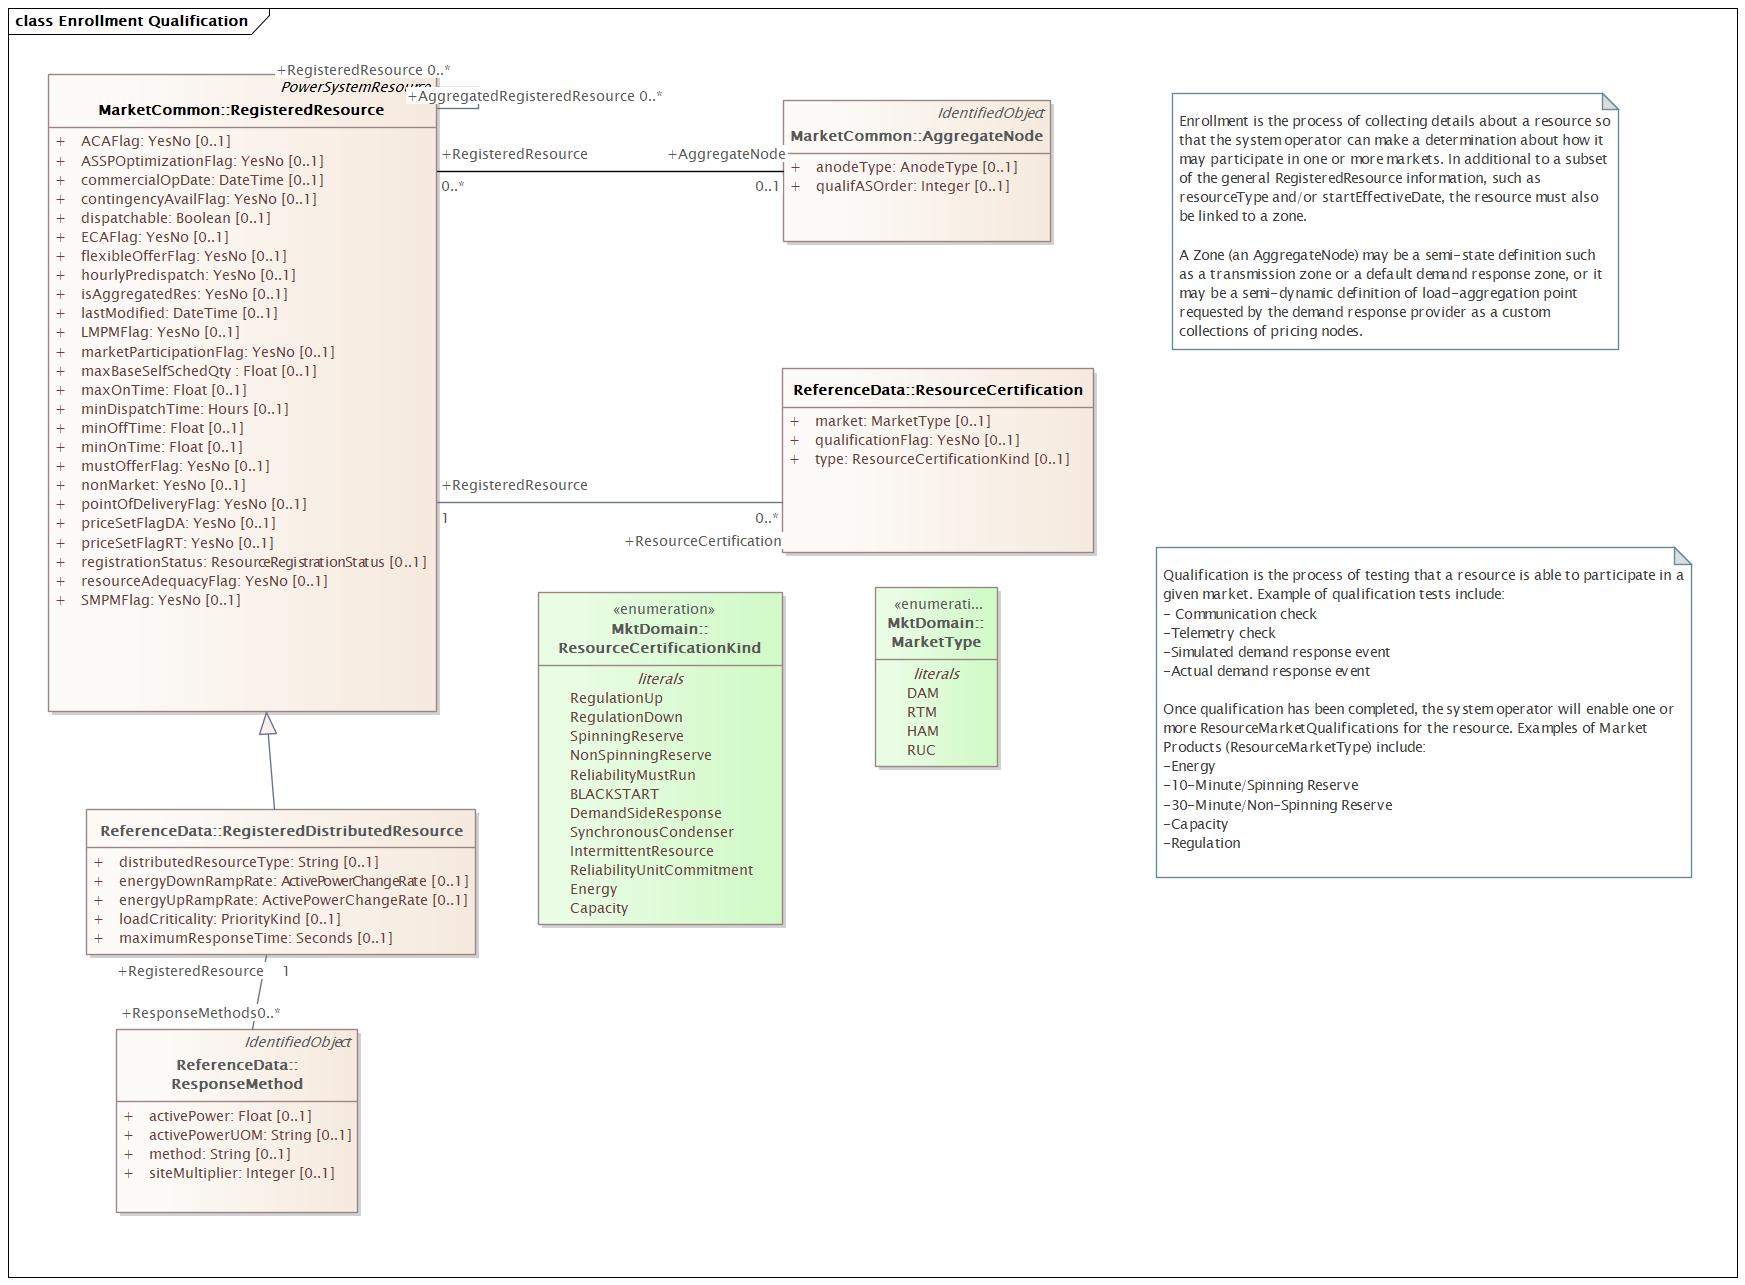 class Enrollment Qualification
+RegisteredResource 0..*
PowerSystemResource
+AggregatedRegisteredResource 0..*
MarketCommon::RegisteredResource
+ ACAFlag: YesNo [0..1]
+ ASSPOptimizationFlag: YesNo [0..1]
+ commercialOpDate: DateTime [0..1]
+ contingencyAvailFlag: YesNo [0..1]
+ dispatchable: Boolean [0..1]
+ ECAFlag: YesNo [0..1]
+ flexibleOfferFlag: YesNo [0..1]
+ hourlyPredispatch: YesNo [0..1]
+ isAggregatedRes: YesNo [0..1]
+ lastModified: DateTime [0..1]
+ LMPMFlag: YesNo [0..1]
+ marketParticipationFlag: YesNo [0..1]
+ maxBaseSelfSchedQty : Float [0..1]
+ maxOnTime: Float [0..1]
+ minDispatchTime: Hours [0..1]
+ minOffTime: Float [0..1]
+ minOnTime: Float [0..1]
+ mustOfferFlag: YesNo [0..1]
+ nonMarket: YesNo [0..1]
+ pointOfDeliveryFlag: YesNo [0..1]
+ priceSetFlagDA: YesNo [0..1]
+ priceSetFlagRT: YesNo [0..1]
+ registrationStatus: ResourceRegistrationStatus [0..1]
+ resourceAdequacyFlag: YesNo [0..1]
+ SMPMFlag: YesNo [0..1]
+RegisteredResource
+AggregateNode
0..*
0..1
IdentifiedObject
MarketCommon::AggregateNode
+ anodeType: AnodeType [0..1]
+ qualifASOrder: Integer [0..1]
Enrollment is the process of collecting details about a resource so
that the system operator can make a determination about how it
may participate in one or more markets. In additional to a subset
of the general RegisteredResource information, such as
resourceType and/or startEffectiveDate, the resource must also
be linked to a zone.
A Zone (an AggregateNode) may be a semi-state definition such
as a transmission zone or a default demand response zone, or it
may be a semi-dynamic definition of load-aggregation point
requested by the demand response provider as a custom
collections of pricing nodes.
ReferenceData::ResourceCertification
+ market: MarketType [0..1]
+ qualificationFlag: YesNo [0..1]
+ type: ResourceCertificationKind [0..1]
+RegisteredResource
1
0..*
+ResourceCertification
«enumeration»
MktDomain::
ResourceCertificationKind
literals
RegulationUp
RegulationDown
SpinningReserve
NonSpinningReserve
ReliabilityMustRun
BLACKSTART
DemandSideResponse
SynchronousCondenser
IntermittentResource
ReliabilityUnitCommitment
Energy
Capacity
«enumerati...
MktDomain::
MarketType
literals
DAM
RTM
HAM
RUC
Qualification is the process of testing that a resource is able to participate in a
given market. Example of qualification tests include:
- Communication check
-Telemetry check
-Simulated demand response event
-Actual demand response event
Once qualification has been completed, the system operator will enable one or
more ResourceMarketQualifications for the resource. Examples of Market
Products (ResourceMarketType) include:
-Energy
-10-Minute/Spinning Reserve
-30-Minute/Non-Spinning Reserve
-Capacity
-Regulation
ReferenceData::RegisteredDistributedResource
+ distributedResourceType: String [0..1]
+ energyDownRampRate: ActivePowerChangeRate [0..1]
+ energyUpRampRate: ActivePowerChangeRate [0..1]
+ loadCriticality: PriorityKind [0..1]
+ maximumResponseTime: Seconds [0..1]
+RegisteredResource 1
+ResponseMethods0..*
IdentifiedObject
ReferenceData::
ResponseMethod
+ activePower: Float [0..1]
+ activePowerUOM: String [0..1]
+ method: String [0..1]
+ siteMultiplier: Integer [0..1]